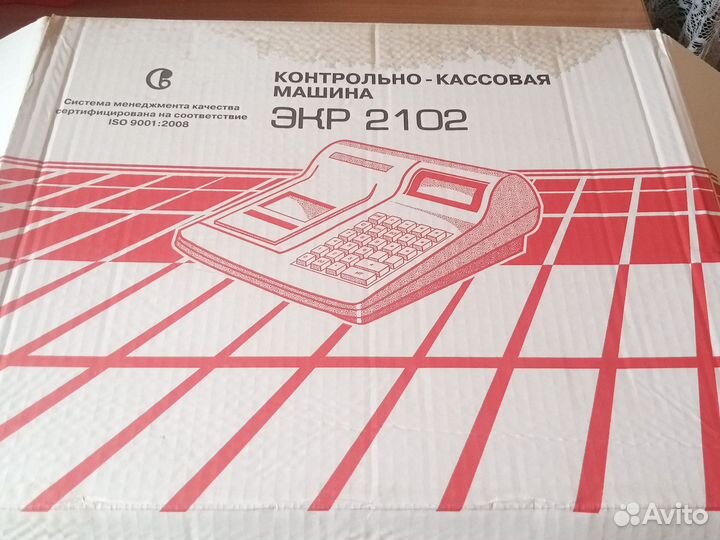 КОНТРОЛЬНО - КАССОВАЯ
МАШИНА
ЭКР 2102
Система менеджмента качества
сертифицирована на соответствие
ISO 9001:2008
Avito